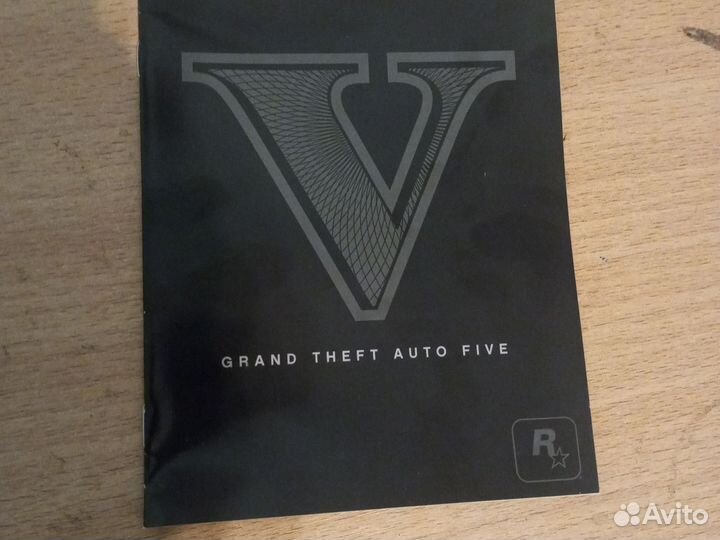 V
GRAND THEFT AUTO FIVE
R
Avito